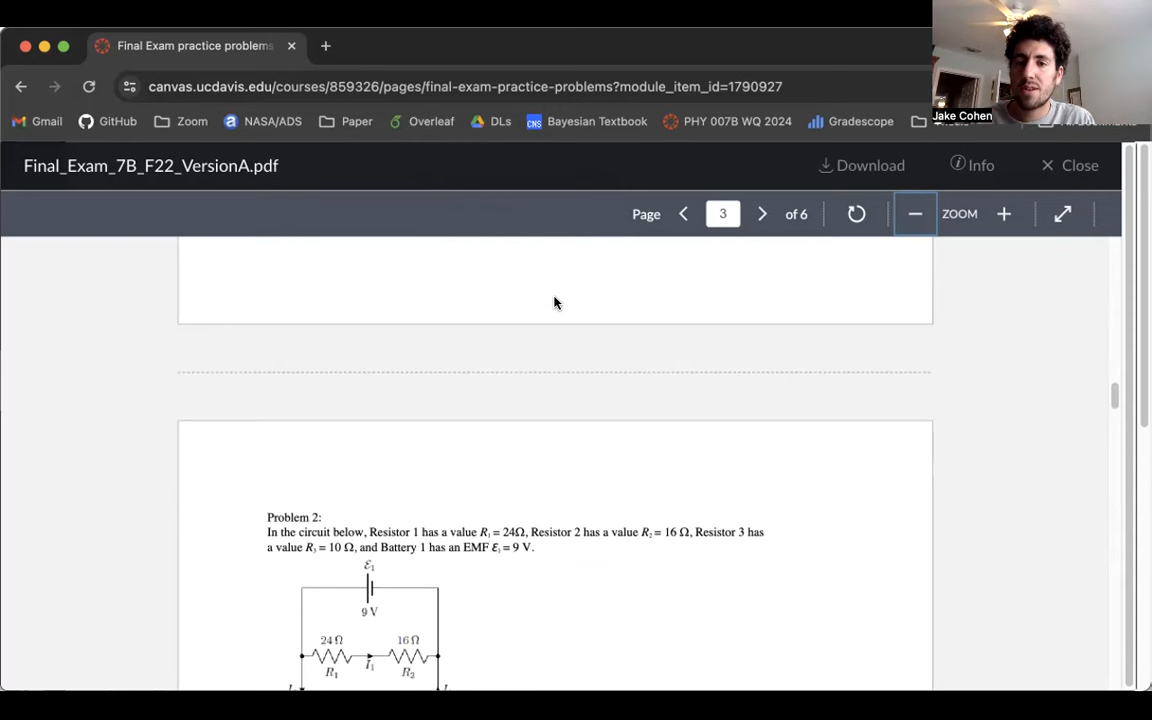 Final Exam practice problems
canvas.ucdavis.edu/courses/859326/pages/final-exam-practice-problems?module_item_id=1790927
Gmail GitHub Zoom NASA/ADS Paper Overleaf DLs Bayesian Textbook PHY 007B WQ 2024 Gradescope
Jake Cohen
Final_Exam_7B_F22_VersionA.pdf Download Info Close
Page 3 of 6 ZOOM
Problem 2:
In the circuit below, Resistor 1 has a value R₁ = 24Ω, Resistor 2 has a value R₂ = 16 Ω, Resistor 3 has
a value R₃ = 10 Ω, and Battery 1 has an EMF ℰ₁ = 9 V.
ℰ₁
9 V
24 Ω 16 Ω
I₁
R₁ R₂